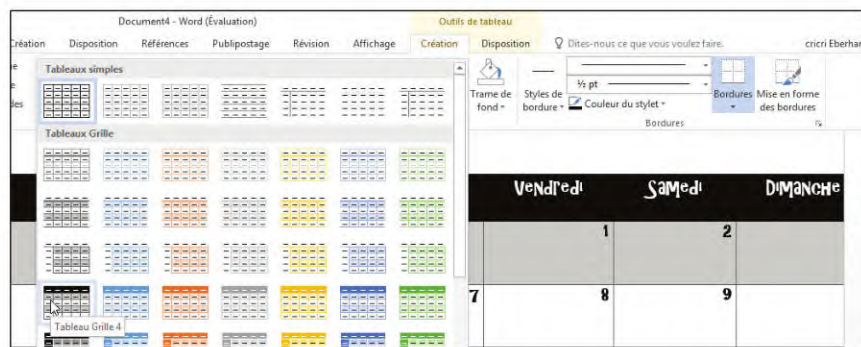 Document4 - Word (Évaluation)
Outils de tableau
Création Disposition Références Publipostage Révision Affichage Création Disposition Dites-nous ce que vous voulez faire. cricri Eberha
Tableaux simples
Tableaux Grille
Tableau Grille 4
Trame de fond
Styles de bordure
½ pt
Couleur du stylet
Bordures
Mise en forme des bordures
Bordures
Vendredi Samedi Dimanche
1 2
7 8 9